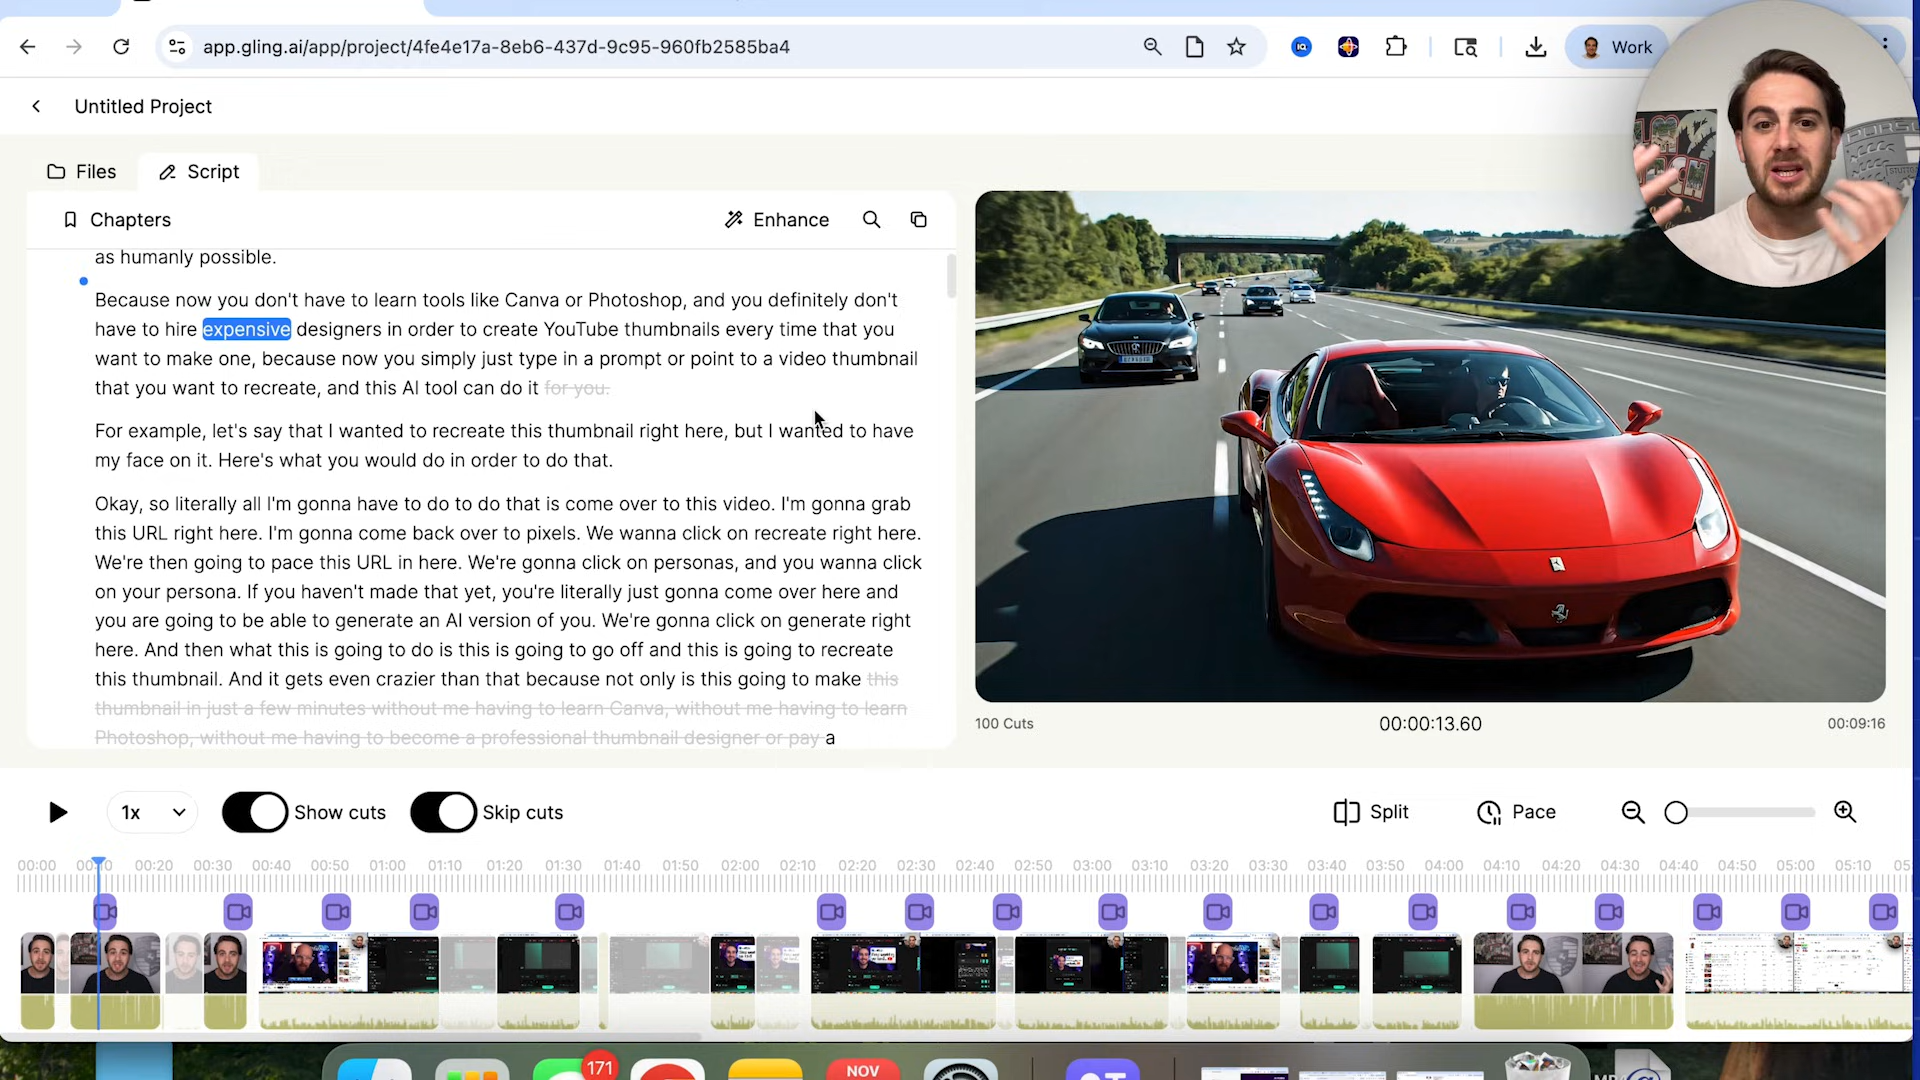 app.gling.ai/app/project/4fe4e17a-8eb6-437d-9c95-960fb2585ba4
Work
Untitled Project
Files
Script
Chapters
Enhance
as humanly possible.
Because now you don't have to learn tools like Canva or Photoshop, and you definitely don't
have to hire expensive designers in order to create YouTube thumbnails every time that you
want to make one, because now you simply just type in a prompt or point to a video thumbnail
that you want to recreate, and this AI tool can do it for you.
For example, let's say that I wanted to recreate this thumbnail right here, but I wanted to have
my face on it. Here's what you would do in order to do that.
Okay, so literally all I'm gonna have to do to do that is come over to this video. I'm gonna grab
this URL right here. I'm gonna come back over to pixels. We wanna click on recreate right here.
We're then going to pace this URL in here. We're gonna click on personas, and you wanna click
on your persona. If you haven't made that yet, you're literally just gonna come over here and
you are going to be able to generate an AI version of you. We're gonna click on generate right
here. And then what this is going to do is this is going to go off and this is going to recreate
this thumbnail. And it gets even crazier than that because not only is this going to make this
thumbnail in just a few minutes without me having to learn Canva, without me having to learn
Photoshop, without me having to become a professional thumbnail designer or pay a
100 Cuts
00:00:13.60
00:09:16
1x
Show cuts
Skip cuts
Split
Pace
00:00 00:10 00:20 00:30 00:40 00:50 01:00 01:10 01:20 01:30 01:40 01:50 02:00 02:10 02:20 02:30 02:40 02:50 03:00 03:10 03:20 03:30 03:40 03:50 04:00 04:10 04:20 04:30 04:40 04:50 05:00 05:10
171
NOV